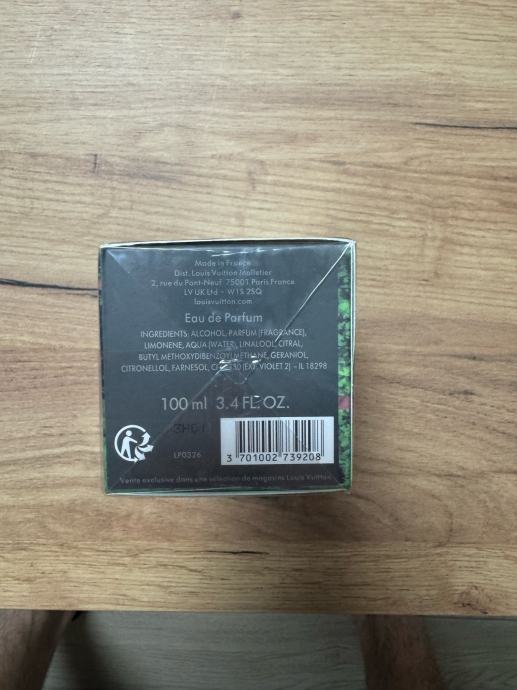 Made in France
Dist. Louis Vuitton Malletier
2, rue du Pont-Neuf 75001 Paris France
LV UK Ltd - W1S 2SQ
louisvuitton.com
Eau de Parfum
INGREDIENTS: ALCOHOL, PARFUM (FRAGRANCE),
LIMONENE, AQUA (WATER), LINALOOL, CITRAL,
BUTYL METHOXYDIBENZOYLMETHANE, GERANIOL,
CITRONELLOL, FARNESOL, (EXT. VIOLET 2) - IL 18298
100 ml 3.4 FL. OZ.
LP0326
3 701002 739208
Vente exclusive dans une sélection de magasins Louis Vuitton